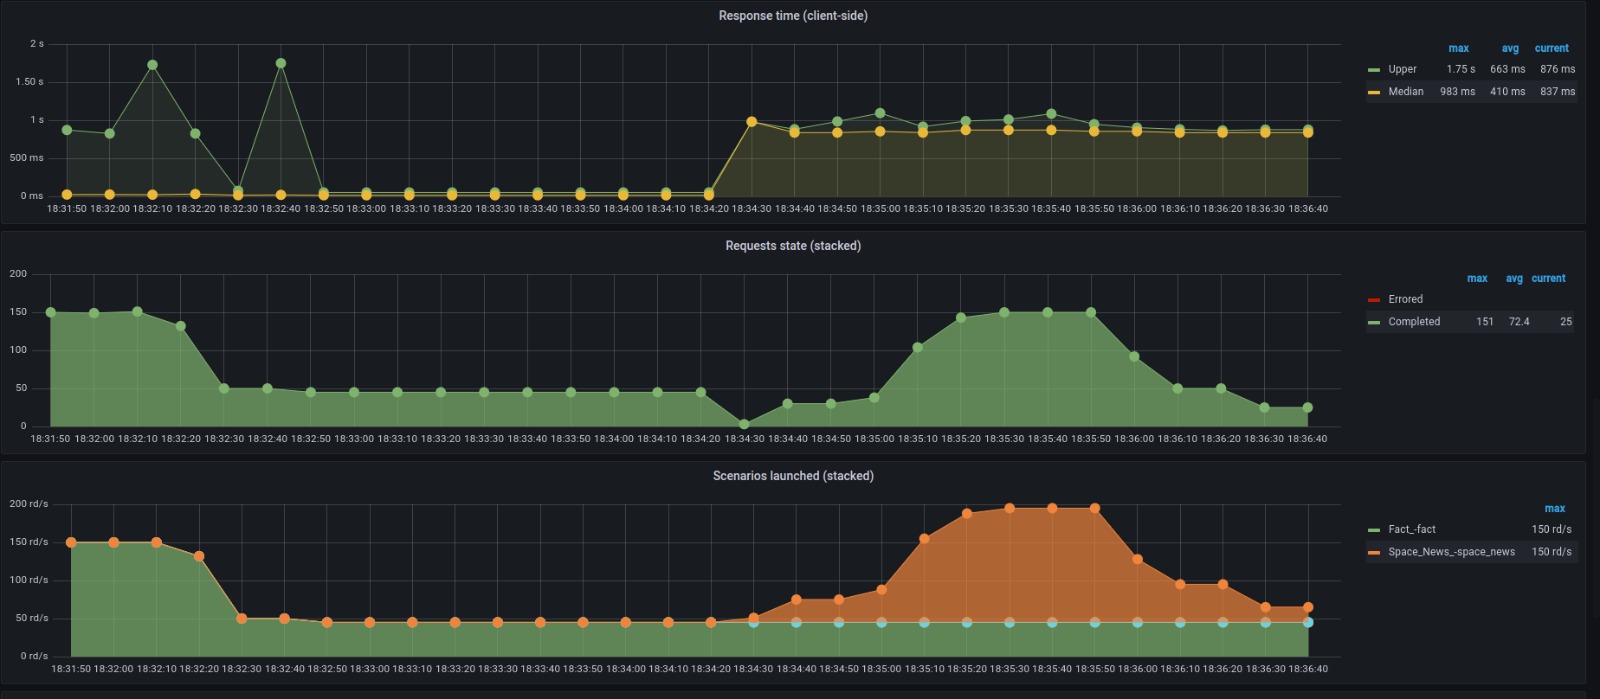 Response time (client-side)
2 s
1.50 s
1 s
500 ms
0 ms
18:31:50 18:32:00 18:32:10 18:32:20 18:32:30 18:32:40 18:32:50 18:33:00 18:33:10 18:33:20 18:33:30 18:33:40 18:33:50 18:34:00 18:34:10 18:34:20 18:34:30 18:34:40 18:34:50 18:35:00 18:35:10 18:35:20 18:35:30 18:35:40 18:35:50 18:36:00 18:36:10 18:36:20 18:36:30 18:36:40
max avg current
Upper 1.75 s 663 ms 876 ms
Median 983 ms 410 ms 837 ms
Requests state (stacked)
200
150
100
50
0
18:31:50 18:32:00 18:32:10 18:32:20 18:32:30 18:32:40 18:32:50 18:33:00 18:33:10 18:33:20 18:33:30 18:33:40 18:33:50 18:34:00 18:34:10 18:34:20 18:34:30 18:34:40 18:34:50 18:35:00 18:35:10 18:35:20 18:35:30 18:35:40 18:35:50 18:36:00 18:36:10 18:36:20 18:36:30 18:36:40
max avg current
Errored
Completed 151 72.4 25
Scenarios launched (stacked)
200 rd/s
150 rd/s
100 rd/s
50 rd/s
0 rd/s
18:31:50 18:32:00 18:32:10 18:32:20 18:32:30 18:32:40 18:32:50 18:33:00 18:33:10 18:33:20 18:33:30 18:33:40 18:33:50 18:34:00 18:34:10 18:34:20 18:34:30 18:34:40 18:34:50 18:35:00 18:35:10 18:35:20 18:35:30 18:35:40 18:35:50 18:36:00 18:36:10 18:36:20 18:36:30 18:36:40
max
Fact_-fact 150 rd/s
Space_News_-space_news 150 rd/s